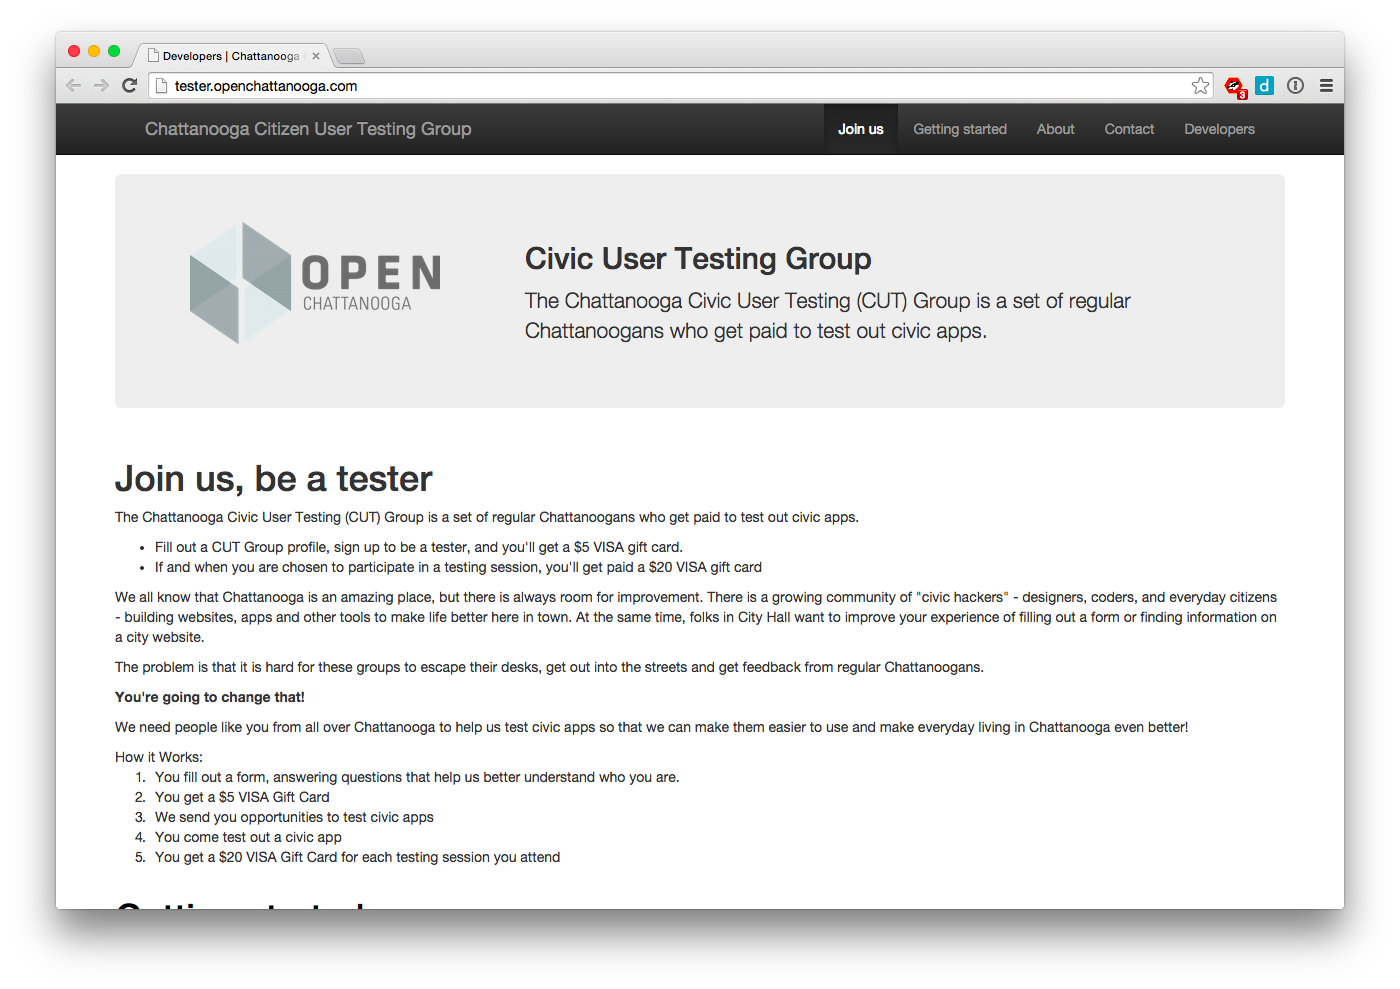 Developers | Chattanooga
tester.openchattanooga.com
3
d
Chattanooga Citizen User Testing Group
Join us
Getting started
About
Contact
Developers
OPEN
CHATTANOOGA
Civic User Testing Group
The Chattanooga Civic User Testing (CUT) Group is a set of regular
Chattanoogans who get paid to test out civic apps.
Join us, be a tester
The Chattanooga Civic User Testing (CUT) Group is a set of regular Chattanoogans who get paid to test out civic apps.
• Fill out a CUT Group profile, sign up to be a tester, and you'll get a $5 VISA gift card.
• If and when you are chosen to participate in a testing session, you'll get paid a $20 VISA gift card
We all know that Chattanooga is an amazing place, but there is always room for improvement. There is a growing community of "civic hackers" - designers, coders, and everyday citizens
- building websites, apps and other tools to make life better here in town. At the same time, folks in City Hall want to improve your experience of filling out a form or finding information on
a city website.
The problem is that it is hard for these groups to escape their desks, get out into the streets and get feedback from regular Chattanoogans.
You're going to change that!
We need people like you from all over Chattanooga to help us test civic apps so that we can make them easier to use and make everyday living in Chattanooga even better!
How it Works:
1. You fill out a form, answering questions that help us better understand who you are.
2. You get a $5 VISA Gift Card
3. We send you opportunities to test civic apps
4. You come test out a civic app
5. You get a $20 VISA Gift Card for each testing session you attend